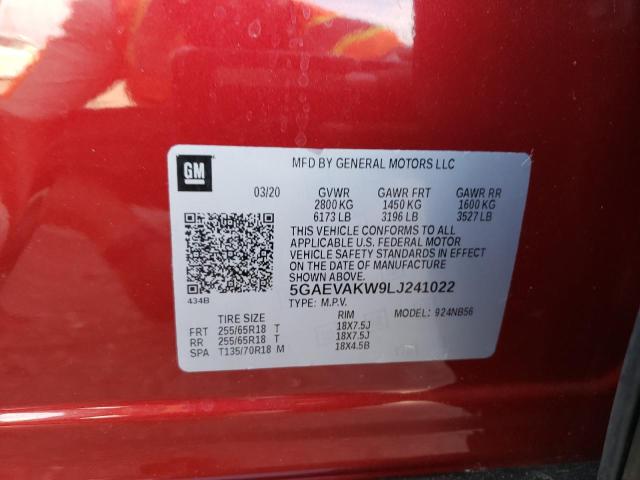 GM
MFD BY GENERAL MOTORS LLC
03/20 GVWR GAWR FRT GAWR RR
2800 KG 1450 KG 1600 KG
6173 LB 3196 LB 3527 LB
THIS VEHICLE CONFORMS TO ALL
APPLICABLE U.S. FEDERAL MOTOR
VEHICLE SAFETY STANDARDS IN EFFECT
ON THE DATE OF MANUFACTURE
SHOWN ABOVE.
434B
5GAEVAKW9LJ241022
TYPE: M.P.V. MODEL: 924NB56
TIRE SIZE RIM
FRT 255/65R18 T 18X7.5J
RR 255/65R18 T 18X7.5J
SPA T135/70R18 M 18X4.5B